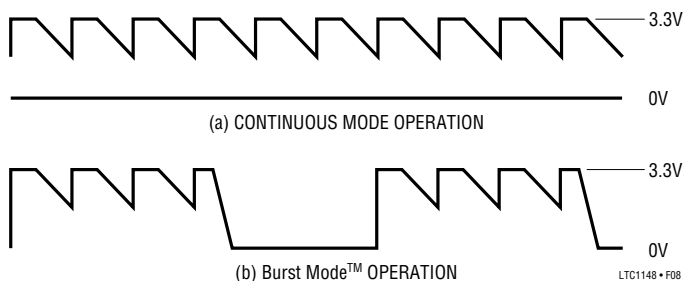 3.3V
0V
(a) CONTINUOUS MODE OPERATION
3.3V
0V
(b) Burst Mode™ OPERATION
LTC1148 • F08